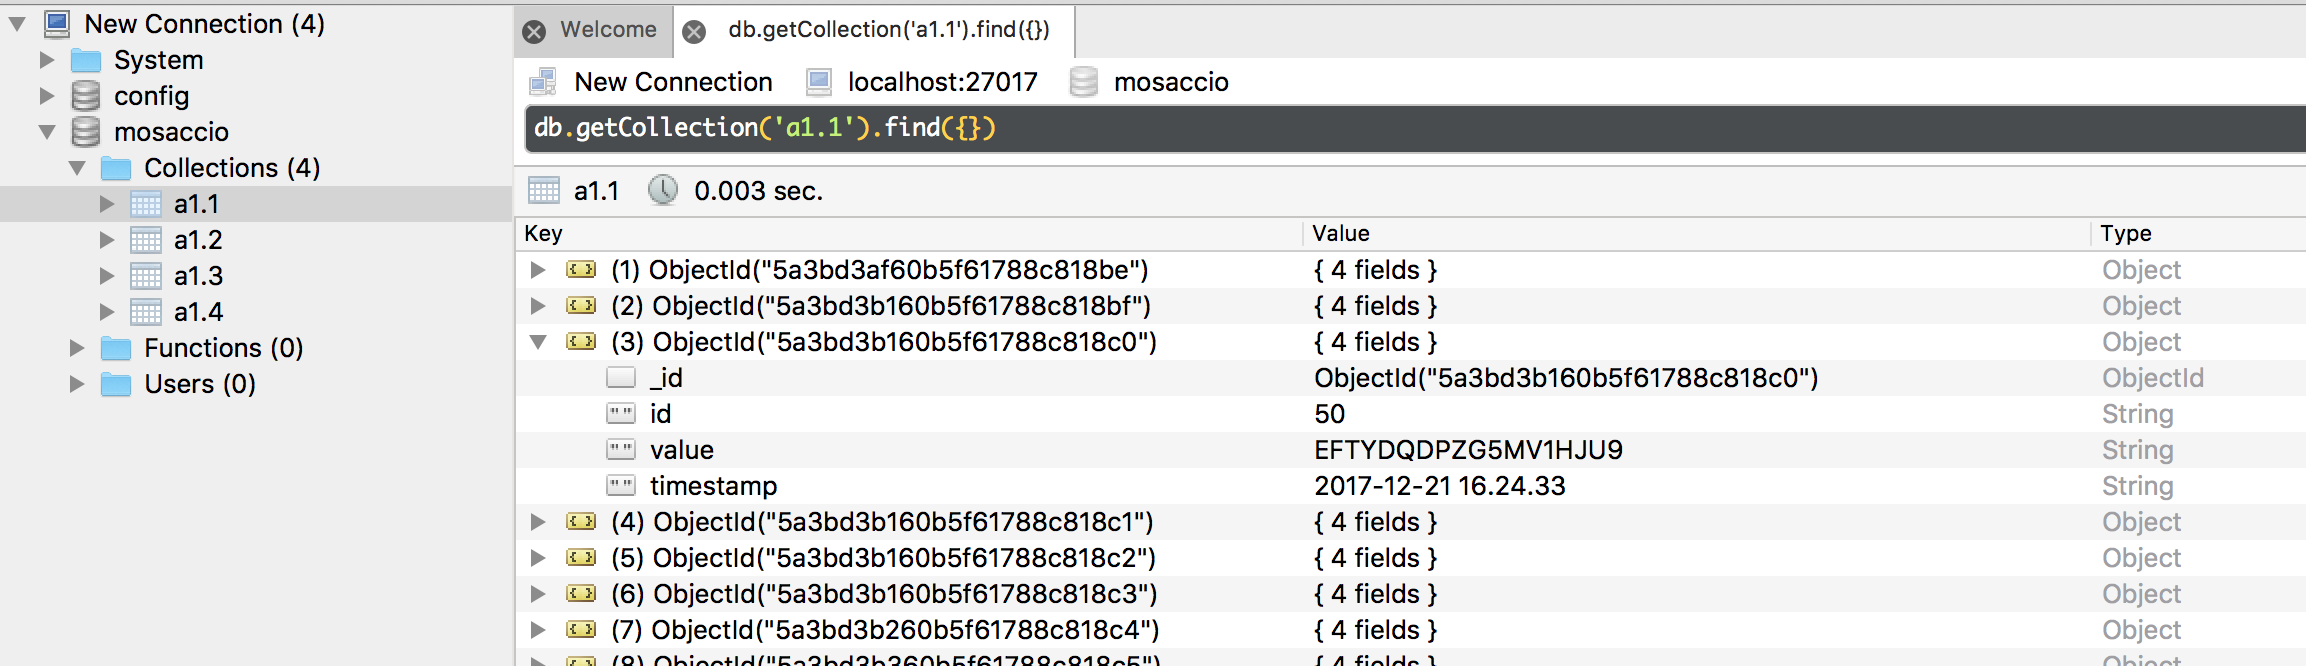 New Connection (4)
System
config
mosaccio
Collections (4)
a1.1
a1.2
a1.3
a1.4
Functions (0)
Users (0)
Welcome db.getCollection('a1.1').find({})
New Connection localhost:27017 mosaccio
db.getCollection('a1.1').find({})
a1.1 0.003 sec.
Key Value Type
(1) ObjectId("5a3bd3af60b5f61788c818be") { 4 fields } Object
(2) ObjectId("5a3bd3b160b5f61788c818bf") { 4 fields } Object
(3) ObjectId("5a3bd3b160b5f61788c818c0") { 4 fields } Object
_id ObjectId("5a3bd3b160b5f61788c818c0") ObjectId
id 50 String
value EFTYDQDPZG5MV1HJU9 String
timestamp 2017-12-21 16.24.33 String
(4) ObjectId("5a3bd3b160b5f61788c818c1") { 4 fields } Object
(5) ObjectId("5a3bd3b160b5f61788c818c2") { 4 fields } Object
(6) ObjectId("5a3bd3b160b5f61788c818c3") { 4 fields } Object
(7) ObjectId("5a3bd3b260b5f61788c818c4") { 4 fields } Object
(8) ObjectId("5a3bd3b360b5f61788c818c5") { 4 fields } Object